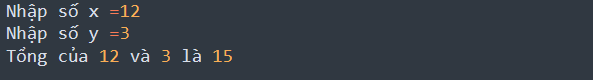 Nhập số x =12
Nhập số y =3
Tổng của 12 và 3 là 15